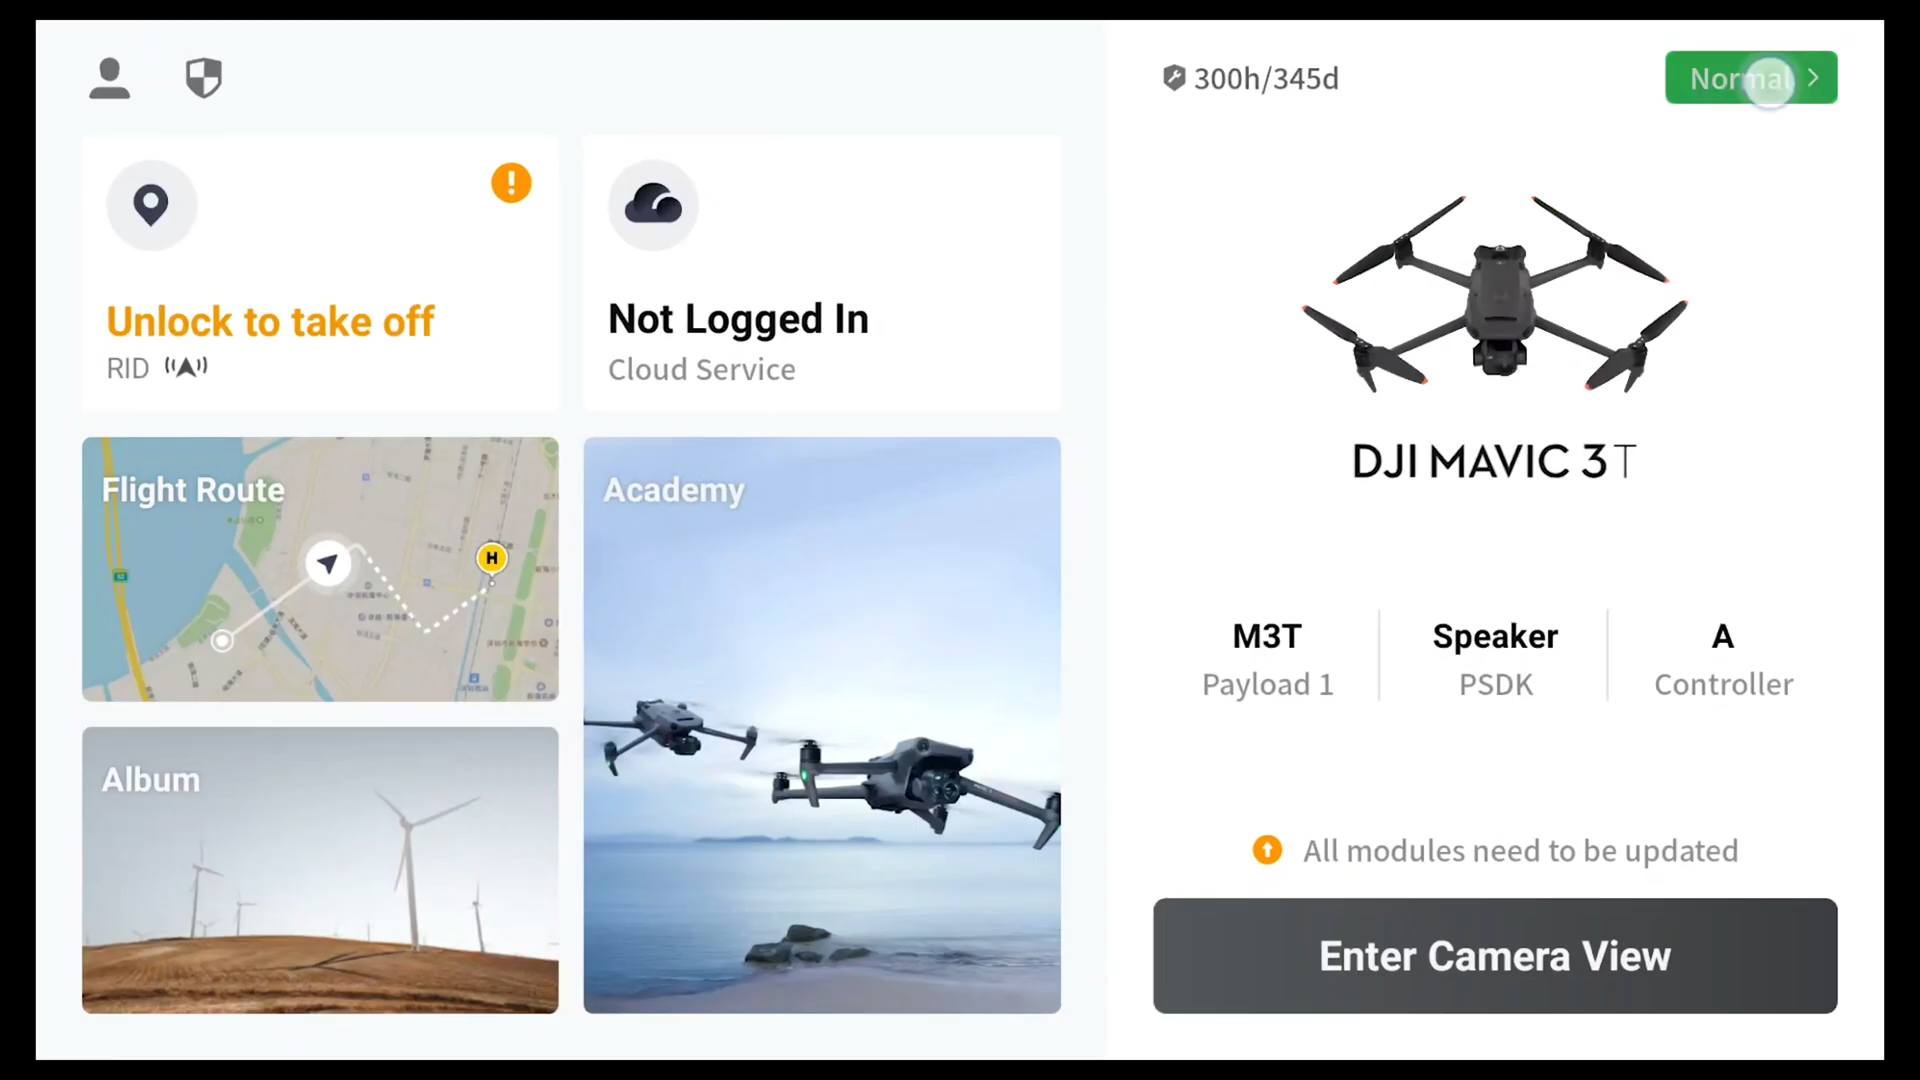 300h/345d
Normal
Unlock to take off
RID
Not Logged In
Cloud Service
DJI MAVIC 3T
Flight Route
H
Academy
M3T
Payload 1
Speaker
PSDK
A
Controller
Album
All modules need to be updated
Enter Camera View